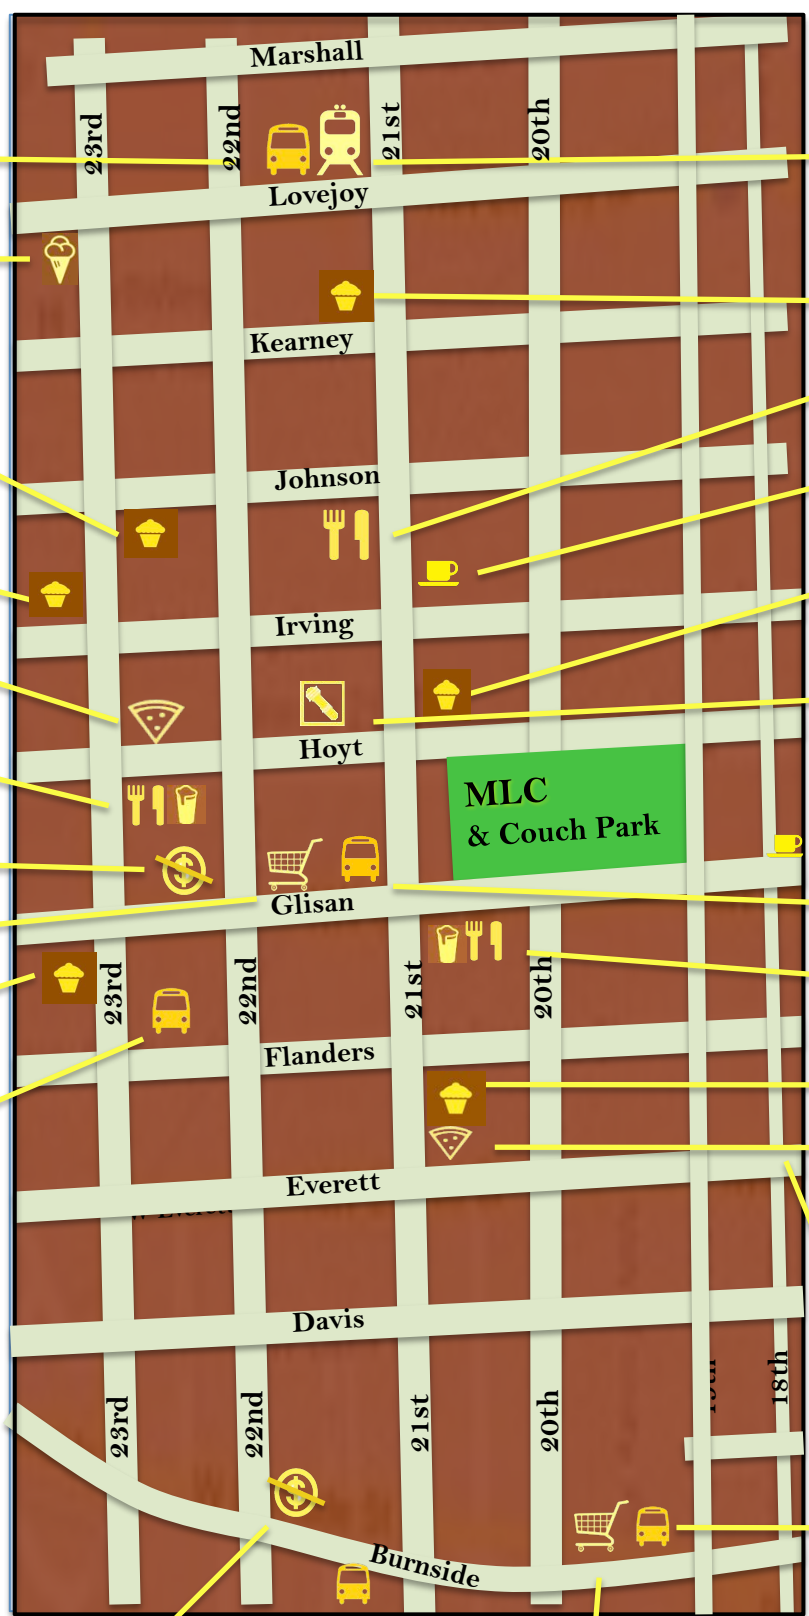 Marshall
23rd
22nd
21st
20th
Lovejoy
Kearney
Johnson
Irving
Hoyt
MLC
& Couch Park
Glisan
23rd
22nd
21st
20th
Flanders
Everett
Davis
18th
23rd
22nd
21st
20th
Burnside